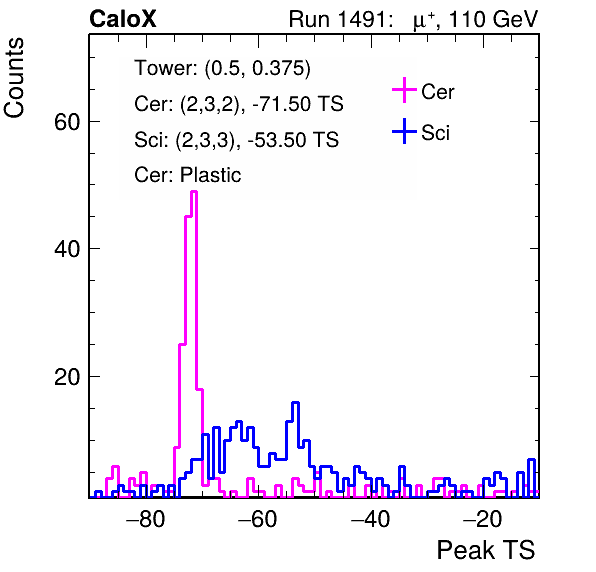 CaloX Run 1491: μ⁺, 110 GeV
Counts
Tower: (0.5, 0.375)
Cer: (2,3,2), -71.50 TS
Sci: (2,3,3), -53.50 TS
Cer: Plastic
Cer
Sci
60
40
20
−80 −60 −40 −20
Peak TS